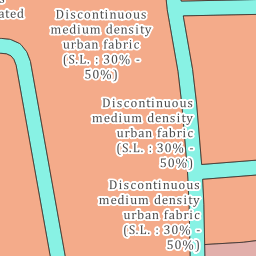 ated
Discontinuous
medium density
urban fabric
(S.L. : 30% -
50%)
Discontinuous
medium density
urban fabric
(S.L. : 30% -
50%)
Discontinuous
medium density
urban fabric
(S.L. : 30% -
50%)